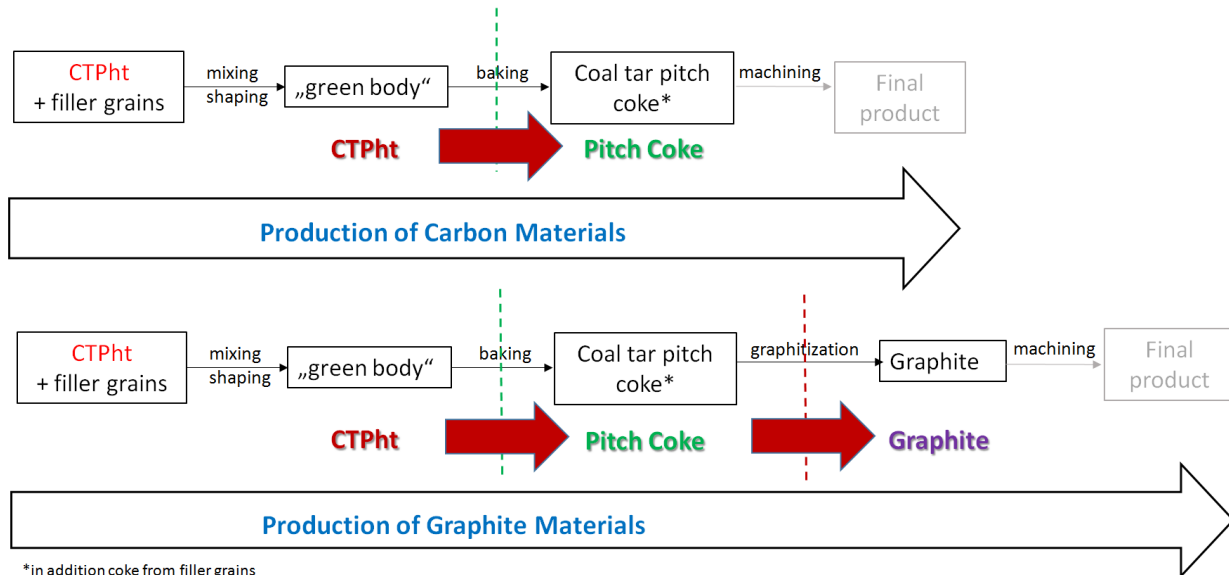 CTPht
+ filler grains
mixing
shaping
„green body“
baking
Coal tar pitch
coke*
machining
Final
product
CTPht
Pitch Coke
Production of Carbon Materials
CTPht
+ filler grains
mixing
shaping
„green body“
baking
Coal tar pitch
coke*
graphitization
Graphite
machining
Final
product
CTPht
Pitch Coke
Graphite
Production of Graphite Materials
*in addition coke from filler grains